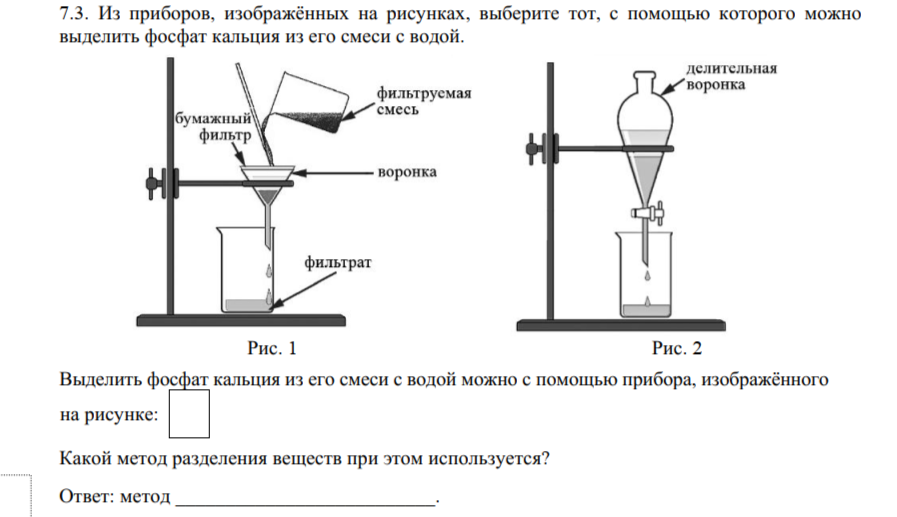 7.3. Из приборов, изображённых на рисунках, выберите тот, с помощью которого можно
выделить фосфат кальция из его смеси с водой.
делительная
воронка
фильтруемая
смесь
бумажный
фильтр
воронка
фильтрат
Рис. 1
Рис. 2
Выделить фосфат кальция из его смеси с водой можно с помощью прибора, изображённого
на рисунке:
Какой метод разделения веществ при этом используется?
Ответ: метод ___________________________.